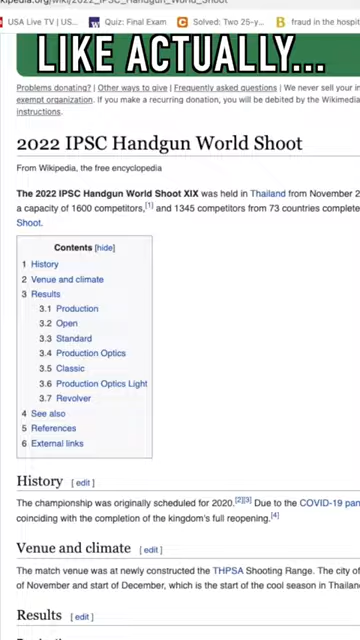 kipedia.org/wiki/2022_IPSC_Handgun_World_Shoot
USA Live TV | US...
Quiz: Final Exam
Solved: Two 25-y...
fraud in the hospit
LIKE ACTUALLY...
Problems donating? | Other ways to give | Frequently asked questions | We never sell your in
exempt organization. If you make a recurring donation, you will be debited by the Wikimedia
instructions.
2022 IPSC Handgun World Shoot
From Wikipedia, the free encyclopedia
The 2022 IPSC Handgun World Shoot XIX was held in Thailand from November 2
a capacity of 1600 competitors,[1] and 1345 competitors from 73 countries complete
Shoot.
Contents [hide]
1 History
2 Venue and climate
3 Results
3.1 Production
3.2 Open
3.3 Standard
3.4 Production Optics
3.5 Classic
3.6 Production Optics Light
3.7 Revolver
4 See also
5 References
6 External links
History [ edit ]
The championship was originally scheduled for 2020.[2][3] Due to the COVID-19 pan
coinciding with the completion of the kingdom's full reopening.[4]
Venue and climate [ edit ]
The match venue was at newly constructed the THPSA Shooting Range. The city of
of November and start of December, which is the start of the cool season in Thailan
Results [ edit ]